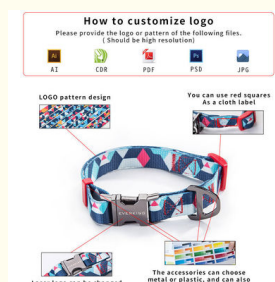 How to customize logo
Please provide the logo or pattern of the following files.
( Should be high resolution)
Ai
Ps
AI
CDR
PDF
PSD
JPG
LOGO pattern design
You can use red squares
As a cloth label
The accessories can choose
metal or plastic, and can also